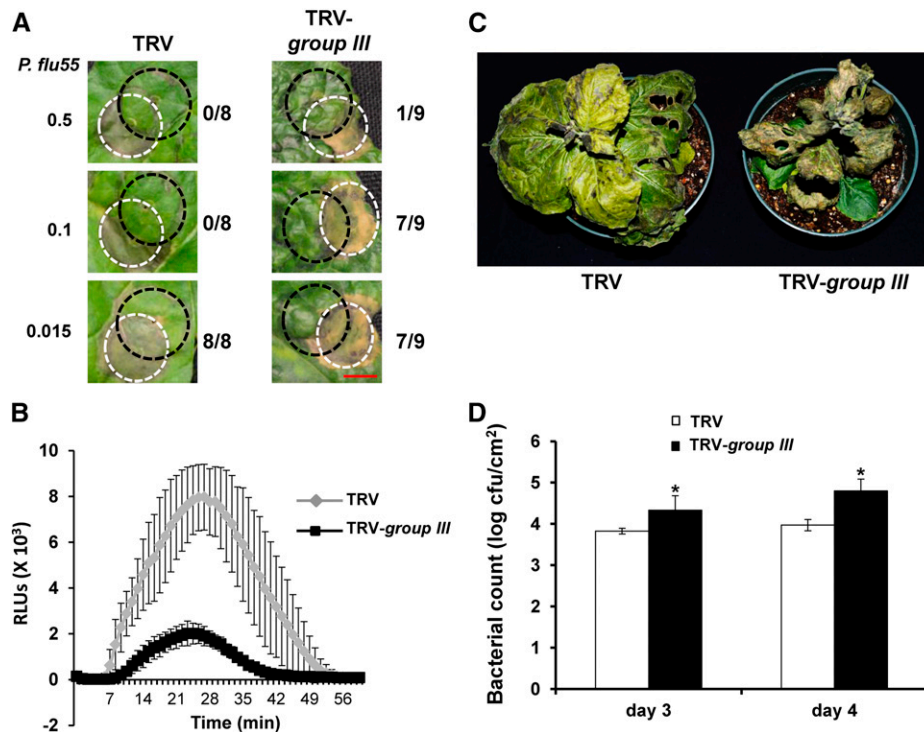 A
TRV
TRV-
group III
P. flu55
0.5
0/8
1/9
0.1
0/8
7/9
0.015
8/8
7/9
B
10
8
6
4
2
0
-2
RLUs (X 10³)
TRV
TRV-group III
7 14 21 28 35 42 49 56
Time (min)
C
TRV
TRV-group III
D
TRV
TRV-group III
6
5
4
3
2
1
0
Bacterial count (log cfu/cm²)
*
*
day 3
day 4